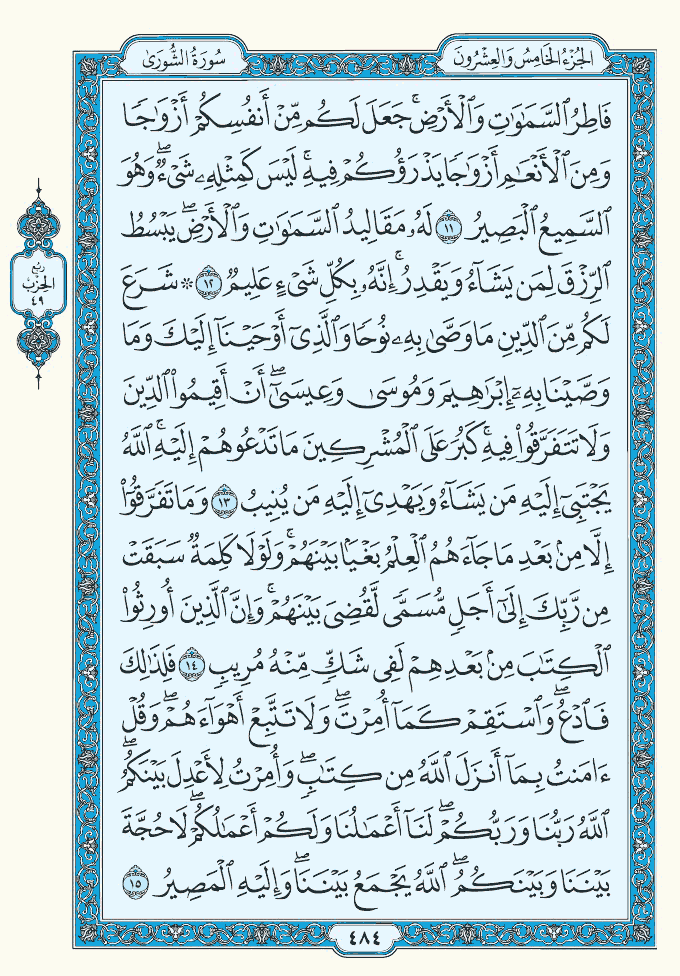 الجُزْءُ الخَامِسُ وَالعِشْرُونَ
سُورَةُ الشُّورَىٰ
فَاطِرُ ٱلسَّمَٰوَٰتِ وَٱلْأَرْضِۚ جَعَلَ لَكُم مِّنْ أَنفُسِكُمْ أَزْوَٰجًا
وَمِنَ ٱلْأَنْعَٰمِ أَزْوَٰجًا يَذْرَؤُكُمْ فِيهِۚ لَيْسَ كَمِثْلِهِۦ شَىْءٌۖ وَهُوَ
ٱلسَّمِيعُ ٱلْبَصِيرُ ١١ لَهُۥ مَقَالِيدُ ٱلسَّمَٰوَٰتِ وَٱلْأَرْضِۖ يَبْسُطُ
ٱلرِّزْقَ لِمَن يَشَآءُ وَيَقْدِرُۚ إِنَّهُۥ بِكُلِّ شَىْءٍ عَلِيمٌ ١٢ ۞ شَرَعَ
لَكُم مِّنَ ٱلدِّينِ مَا وَصَّىٰ بِهِۦ نُوحًا وَٱلَّذِىٓ أَوْحَيْنَآ إِلَيْكَ وَمَا
وَصَّيْنَا بِهِۦٓ إِبْرَٰهِيمَ وَمُوسَىٰ وَعِيسَىٰٓۖ أَنْ أَقِيمُوا۟ ٱلدِّينَ
وَلَا تَتَفَرَّقُوا۟ فِيهِۚ كَبُرَ عَلَى ٱلْمُشْرِكِينَ مَا تَدْعُوهُمْ إِلَيْهِۚ ٱللَّهُ
يَجْتَبِىٓ إِلَيْهِ مَن يَشَآءُ وَيَهْدِىٓ إِلَيْهِ مَن يُنِيبُ ١٣ وَمَا تَفَرَّقُوٓا۟
إِلَّا مِنۢ بَعْدِ مَا جَآءَهُمُ ٱلْعِلْمُ بَغْيًۢا بَيْنَهُمْۚ وَلَوْلَا كَلِمَةٌ سَبَقَتْ
مِن رَّبِّكَ إِلَىٰٓ أَجَلٍ مُّسَمًّى لَّقُضِىَ بَيْنَهُمْۚ وَإِنَّ ٱلَّذِينَ أُورِثُوا۟
ٱلْكِتَٰبَ مِنۢ بَعْدِهِمْ لَفِى شَكٍّ مِّنْهُ مُرِيبٍ ١٤ فَلِذَٰلِكَ
فَٱدْعُۖ وَٱسْتَقِمْ كَمَآ أُمِرْتَۖ وَلَا تَتَّبِعْ أَهْوَآءَهُمْۖ وَقُلْ
ءَامَنتُ بِمَآ أَنزَلَ ٱللَّهُ مِن كِتَٰبٍۖ وَأُمِرْتُ لِأَعْدِلَ بَيْنَكُمُۖ
ٱللَّهُ رَبُّنَا وَرَبُّكُمْۖ لَنَآ أَعْمَٰلُنَا وَلَكُمْ أَعْمَٰلُكُمْۖ لَا حُجَّةَ
بَيْنَنَا وَبَيْنَكُمُۖ ٱللَّهُ يَجْمَعُ بَيْنَنَاۖ وَإِلَيْهِ ٱلْمَصِيرُ ١٥
رُبع
الحِزْب
٤٩
٤٨٤